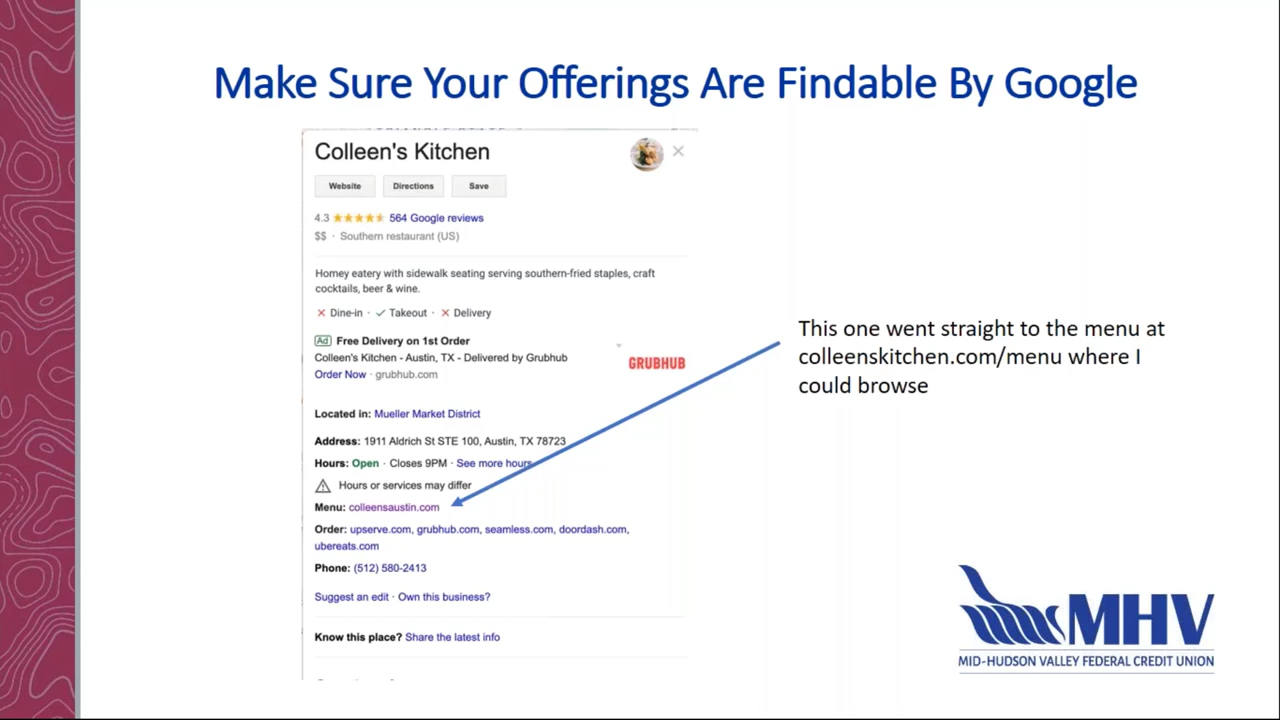 Make Sure Your Offerings Are Findable By Google
Colleen's Kitchen
Website Directions Save
4.3 564 Google reviews
$$ · Southern restaurant (US)
Homey eatery with sidewalk seating serving southern-fried staples, craft
cocktails, beer & wine.
✕ Dine-in · ✓ Takeout · ✕ Delivery
Ad Free Delivery on 1st Order
Colleen's Kitchen - Austin, TX - Delivered by Grubhub
GRUBHUB
Order Now · grubhub.com
Located in: Mueller Market District
Address: 1911 Aldrich St STE 100, Austin, TX 78723
Hours: Open · Closes 9PM · See more hours
Hours or services may differ
Menu: colleensaustin.com
Order: upserve.com, grubhub.com, seamless.com, doordash.com,
ubereats.com
Phone: (512) 580-2413
Suggest an edit · Own this business?
Know this place? Share the latest info
This one went straight to the menu at
colleenskitchen.com/menu where I
could browse
MHV
MID-HUDSON VALLEY FEDERAL CREDIT UNION